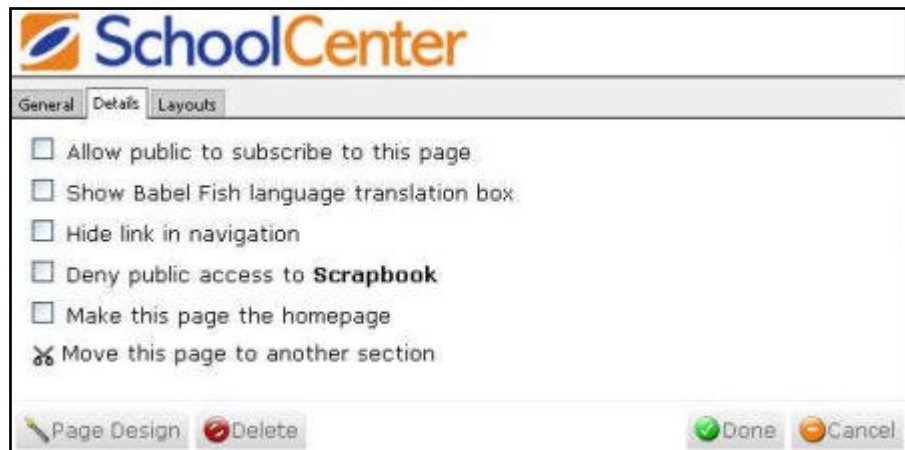 SchoolCenter
General Details Layouts
Allow public to subscribe to this page
Show Babel Fish language translation box
Hide link in navigation
Deny public access to Scrapbook
Make this page the homepage
Move this page to another section
Page Design Delete Done Cancel